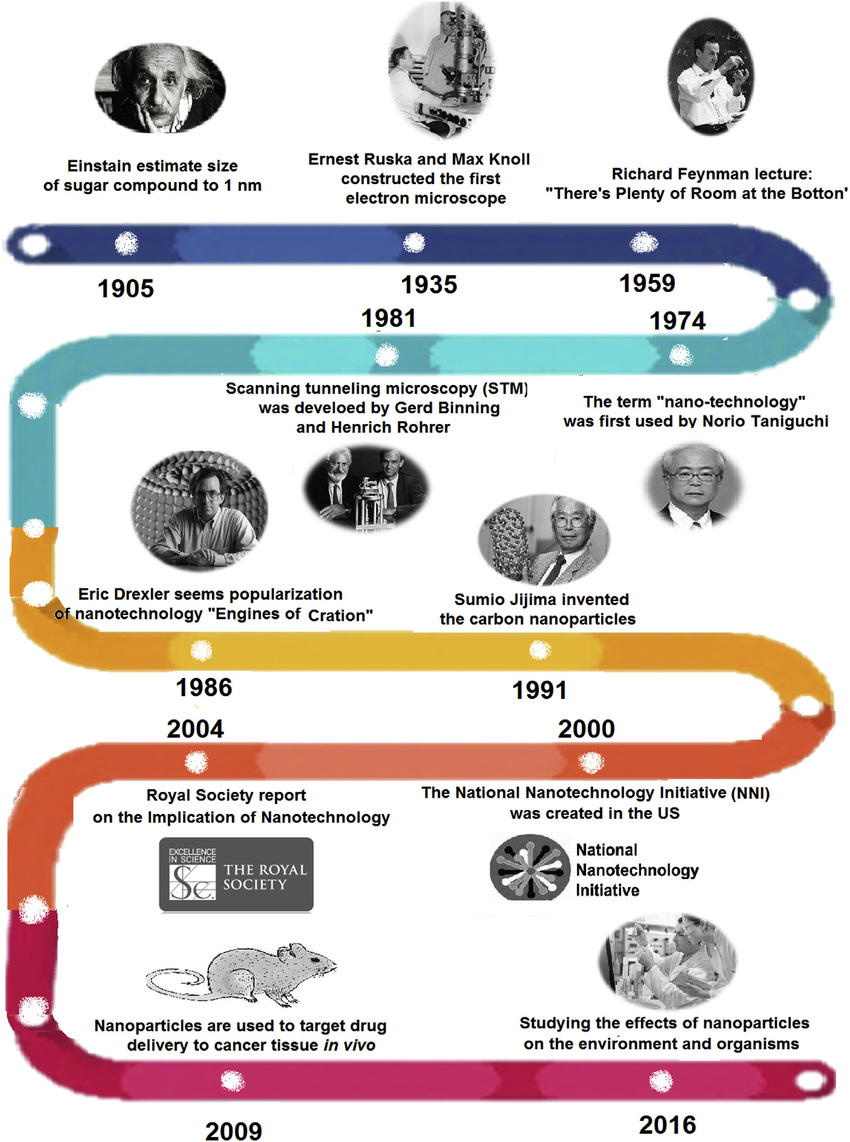 Einstain estimate size
of sugar compound to 1 nm
Ernest Ruska and Max Knoll
constructed the first
electron microscope
Richard Feynman lecture:
"There's Plenty of Room at the Botton'
1905
1935
1959
1981
1974
Scanning tunneling microscopy (STM)
was develoed by Gerd Binning
and Henrich Rohrer
The term "nano-technology"
was first used by Norio Taniguchi
Eric Drexler seems popularization
of nanotechnology "Engines of Cration"
Sumio Jijima invented
the carbon nanoparticles
1986
1991
2004
2000
Royal Society report
on the Implication of Nanotechnology
The National Nanotechnology Initiative (NNI)
was created in the US
EXCELLENCE
IN SCIENCE
THE ROYAL
SOCIETY
National
Nanotechnology
Initiative
Nanoparticles are used to target drug
delivery to cancer tissue in vivo
Studying the effects of nanoparticles
on the environment and organisms
2009
2016